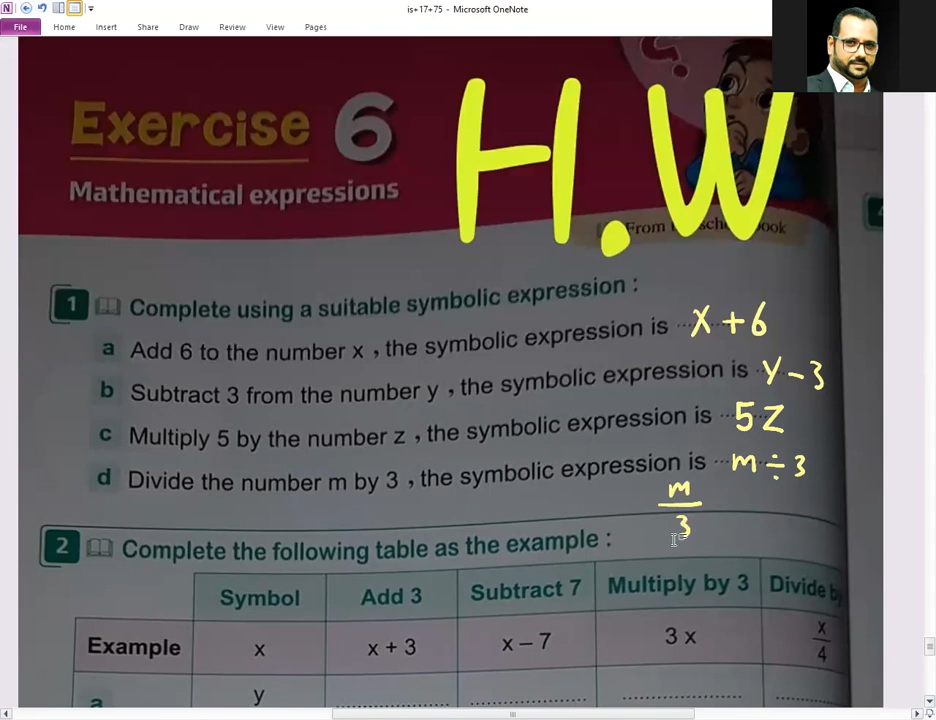 is+17+75 - Microsoft OneNote
File Home Insert Share Draw Review View Pages
Exercise 6
H.W
Mathematical expressions
From school book
1 Complete using a suitable symbolic expression :
a Add 6 to the number x , the symbolic expression is x + 6
b Subtract 3 from the number y , the symbolic expression is y - 3
c Multiply 5 by the number z , the symbolic expression is 5 z
d Divide the number m by 3 , the symbolic expression is m ÷ 3
m
3
2 Complete the following table as the example :
Symbol Add 3 Subtract 7 Multiply by 3 Divide
Example x x + 3 x – 7 3 x x/4
a y